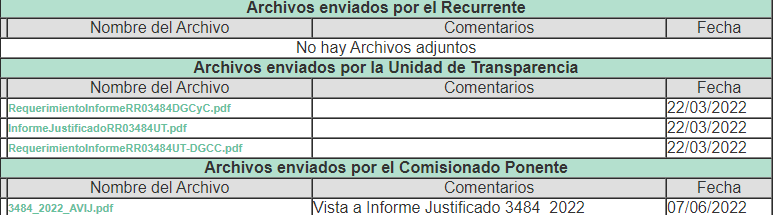 Archivos enviados por el Recurrente
Nombre del Archivo Comentarios Fecha
No hay Archivos adjuntos
Archivos enviados por la Unidad de Transparencia
Nombre del Archivo Comentarios Fecha
RequerimientoInformeRR03484DGCyC.pdf 22/03/2022
InformeJustificadoRR03484UT.pdf 22/03/2022
RequerimientoInformeRR03484UT-DGCC.pdf 22/03/2022
Archivos enviados por el Comisionado Ponente
Nombre del Archivo Comentarios Fecha
3484_2022_AVIJ.pdf Vista a Informe Justificado 3484_2022 07/06/2022